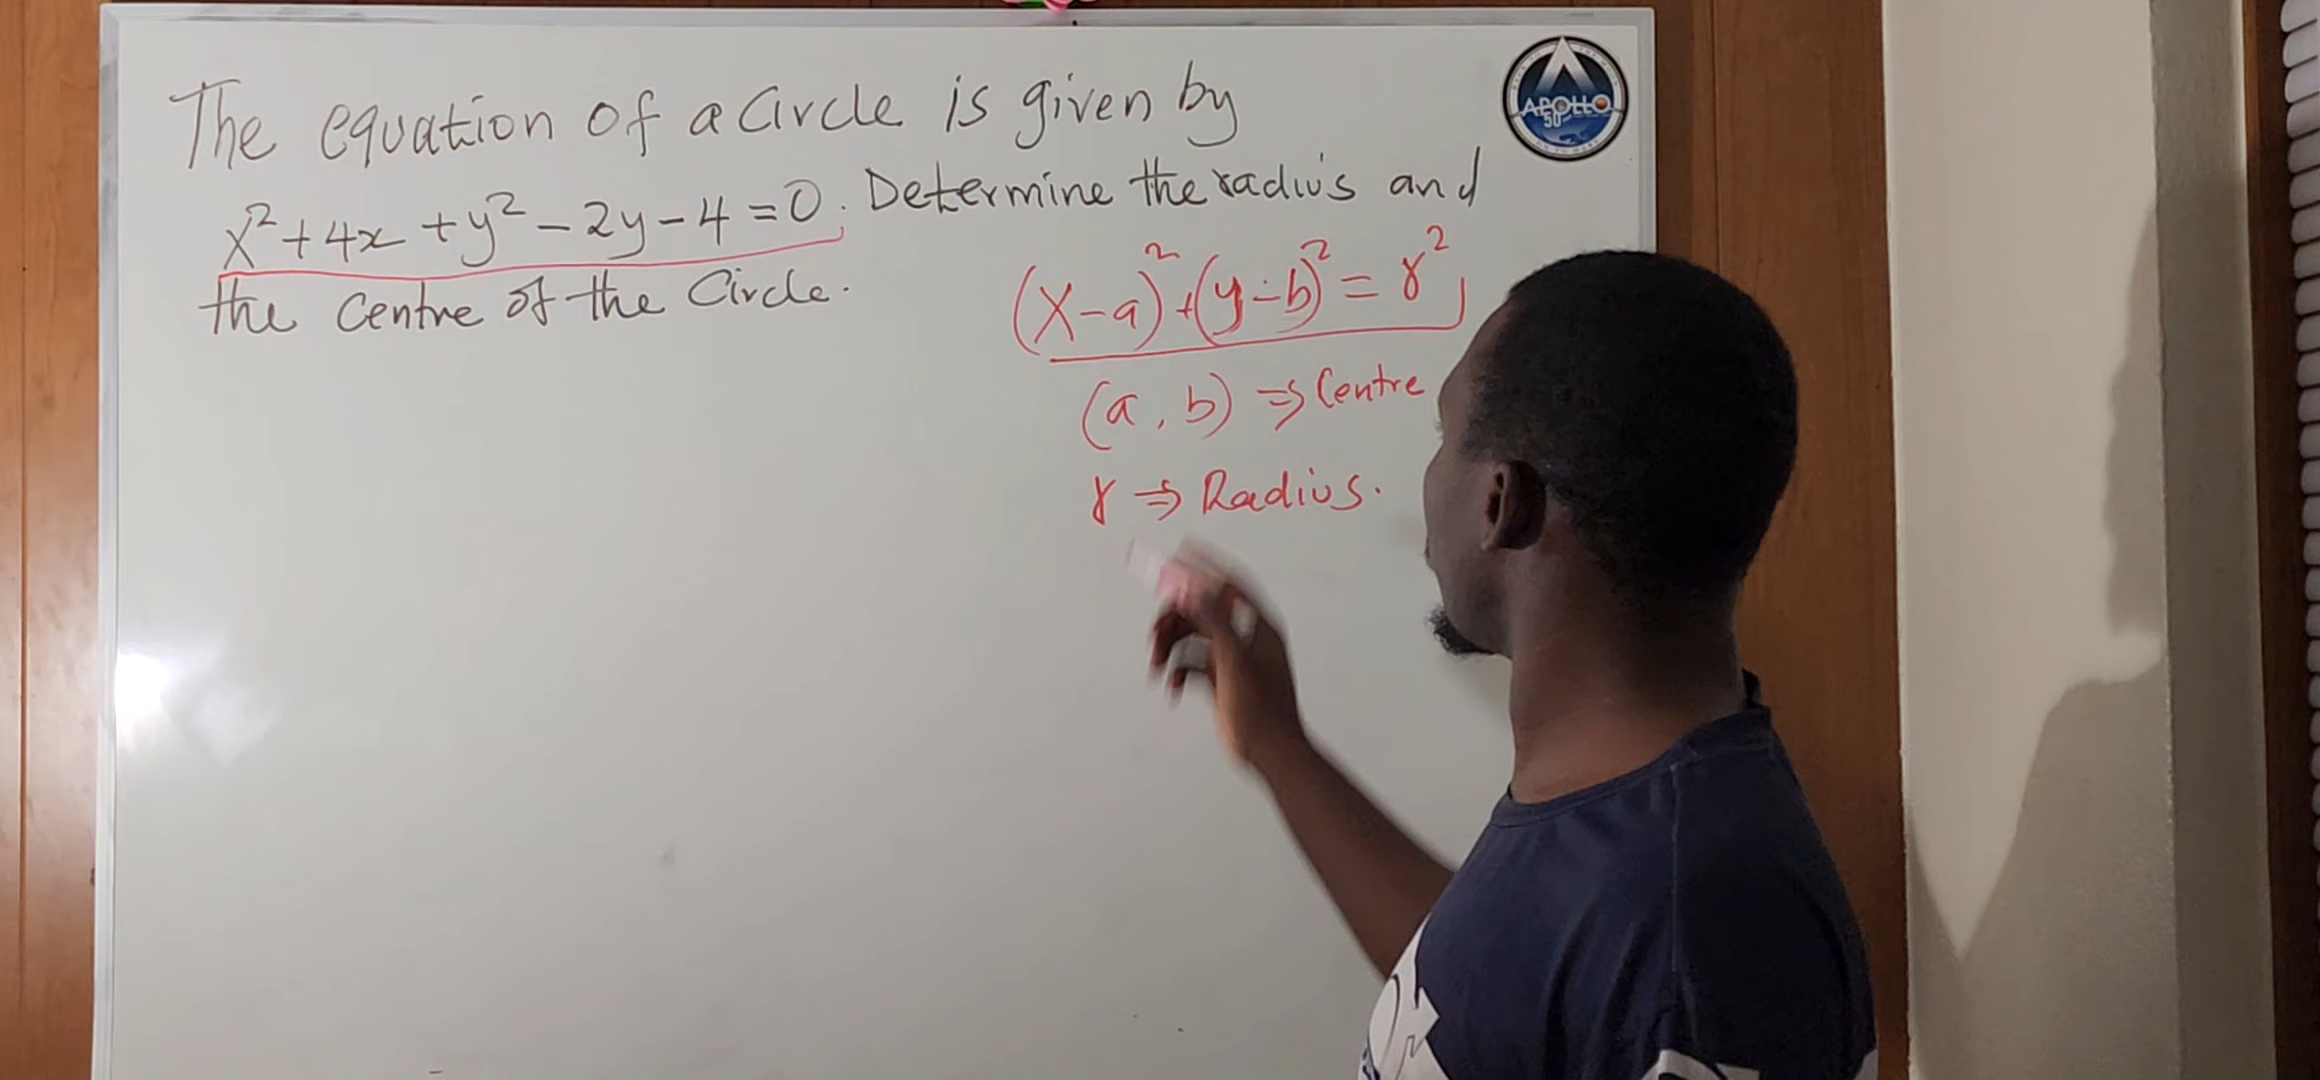 The equation of a Circle is given by
x²+4x+y²-2y-4=0. Determine the radius and
the Centre of the Circle.
(x-a)²+(y-b)²=r²
(a, b) ⇒ Centre
r ⇒ Radius.
APOLLO
50